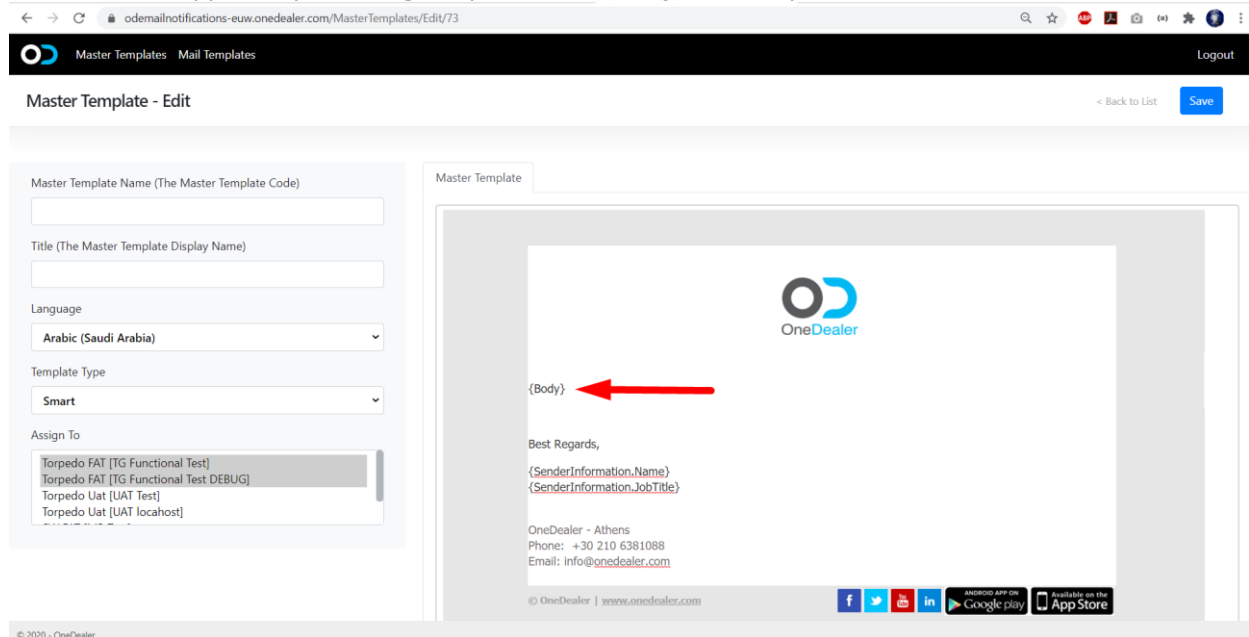 odemailnotifications-euw.onedealer.com/MasterTemplates/Edit/73
ABP
Master Templates Mail Templates Logout
Master Template - Edit
< Back to List Save
Master Template Name (The Master Template Code)
Title (The Master Template Display Name)
Language
Arabic (Saudi Arabia)
Template Type
Smart
Assign To
Torpedo FAT [TG Functional Test]
Torpedo FAT [TG Functional Test DEBUG]
Torpedo Uat [UAT Test]
Torpedo Uat [UAT locahost]
Master Template
OneDealer
{Body}
Best Regards,
{SenderInformation.Name}
{SenderInformation.JobTitle}
OneDealer - Athens
Phone: +30 210 6381088
Email: info@onedealer.com
© OneDealer | www.onedealer.com
f You Tube in
ANDROID APP ON
Google play
Available on the
App Store
© 2020 - OneDealer